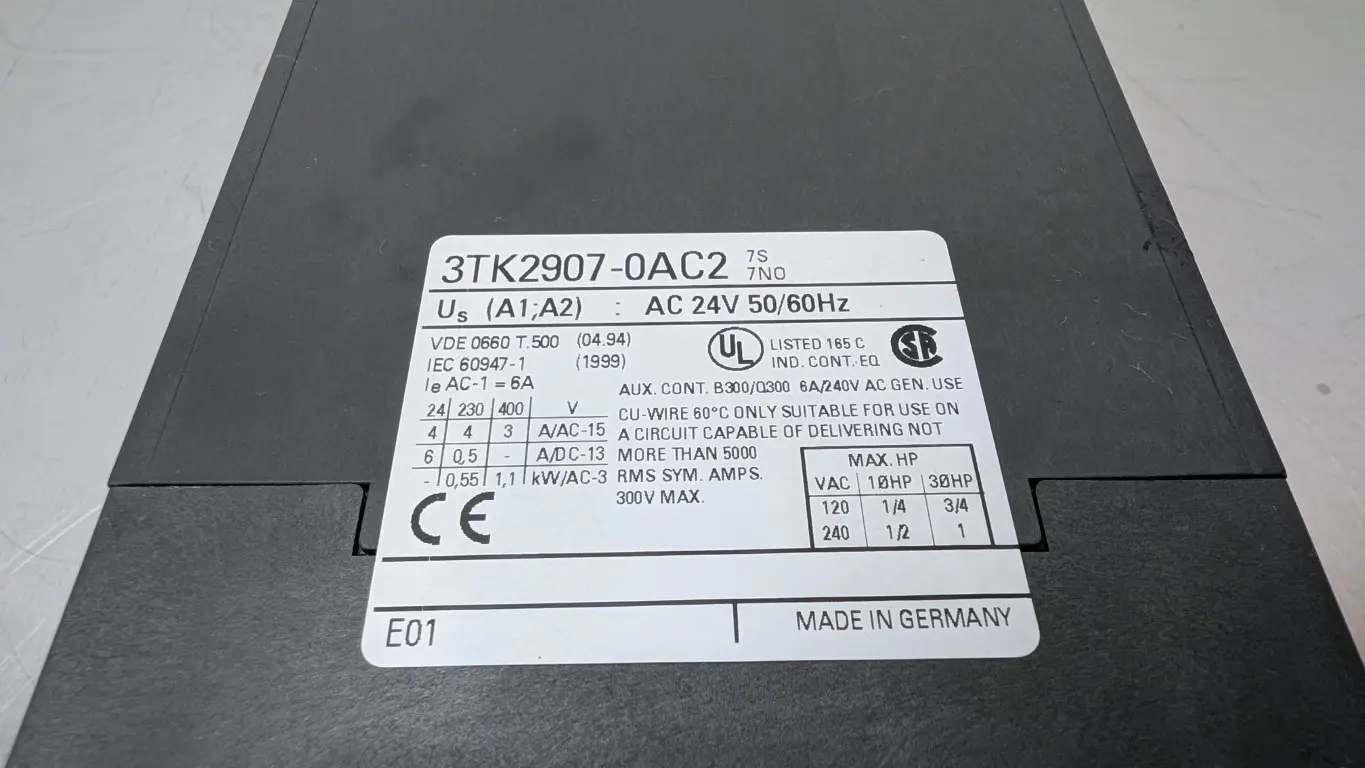 3TK2907-0AC2 7S
7NO
Us (A1;A2) : AC 24V 50/60Hz
VDE 0660 T.500 (04.94)
IEC 60947-1 (1999)
Ie AC-1 = 6A
UL LISTED 165 C
IND. CONT. EQ
SA
AUX. CONT. B300/Q300 6A/240V AC GEN. USE
24 230 400 V
4 4 3 A/AC-15
6 0,5 - A/DC-13
- 0,55 1,1 kW/AC-3
CU-WIRE 60°C ONLY SUITABLE FOR USE ON
A CIRCUIT CAPABLE OF DELIVERING NOT
MORE THAN 5000
RMS SYM. AMPS.
300V MAX.
MAX. HP
VAC 1ØHP 3ØHP
120 1/4 3/4
240 1/2 1
CE
E01 MADE IN GERMANY